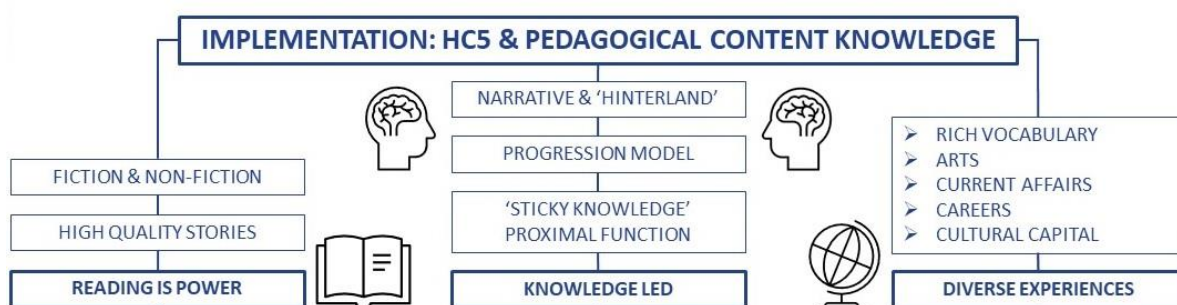 IMPLEMENTATION: HC5 & PEDAGOGICAL CONTENT KNOWLEDGE
FICTION & NON-FICTION
HIGH QUALITY STORIES
READING IS POWER
NARRATIVE & ‘HINTERLAND’
PROGRESSION MODEL
‘STICKY KNOWLEDGE’
PROXIMAL FUNCTION
KNOWLEDGE LED
RICH VOCABULARY
ARTS
CURRENT AFFAIRS
CAREERS
CULTURAL CAPITAL
DIVERSE EXPERIENCES